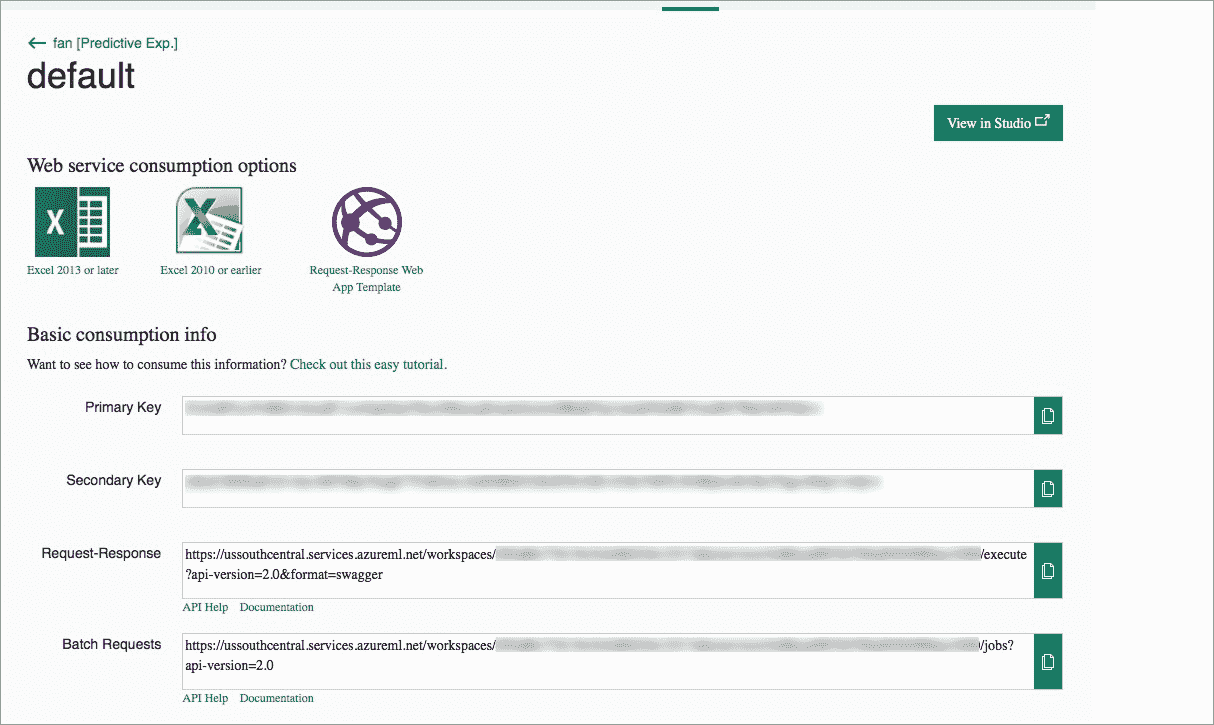 ← fan [Predictive Exp.]
default
View in Studio
Web service consumption options
Excel 2013 or later
Excel 2010 or earlier
Request-Response Web
App Template
Basic consumption info
Want to see how to consume this information? Check out this easy tutorial.
Primary Key
Secondary Key
Request-Response
https://ussouthcentral.services.azureml.net/workspaces/ /execute
?api-version=2.0&format=swagger
API Help Documentation
Batch Requests
https://ussouthcentral.services.azureml.net/workspaces/ /jobs?
api-version=2.0
API Help Documentation